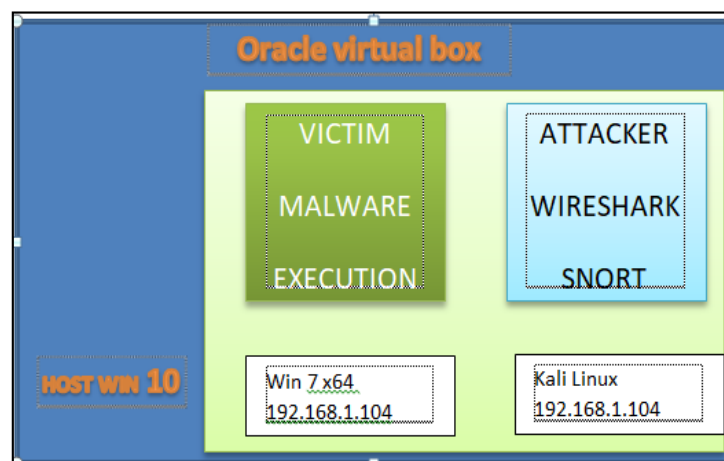 Oracle virtual box
VICTIM
MALWARE
EXECUTION
ATTACKER
WIRESHARK
SNORT
HOST WIN 10
Win 7 x64
192.168.1.104
Kali Linux
192.168.1.104